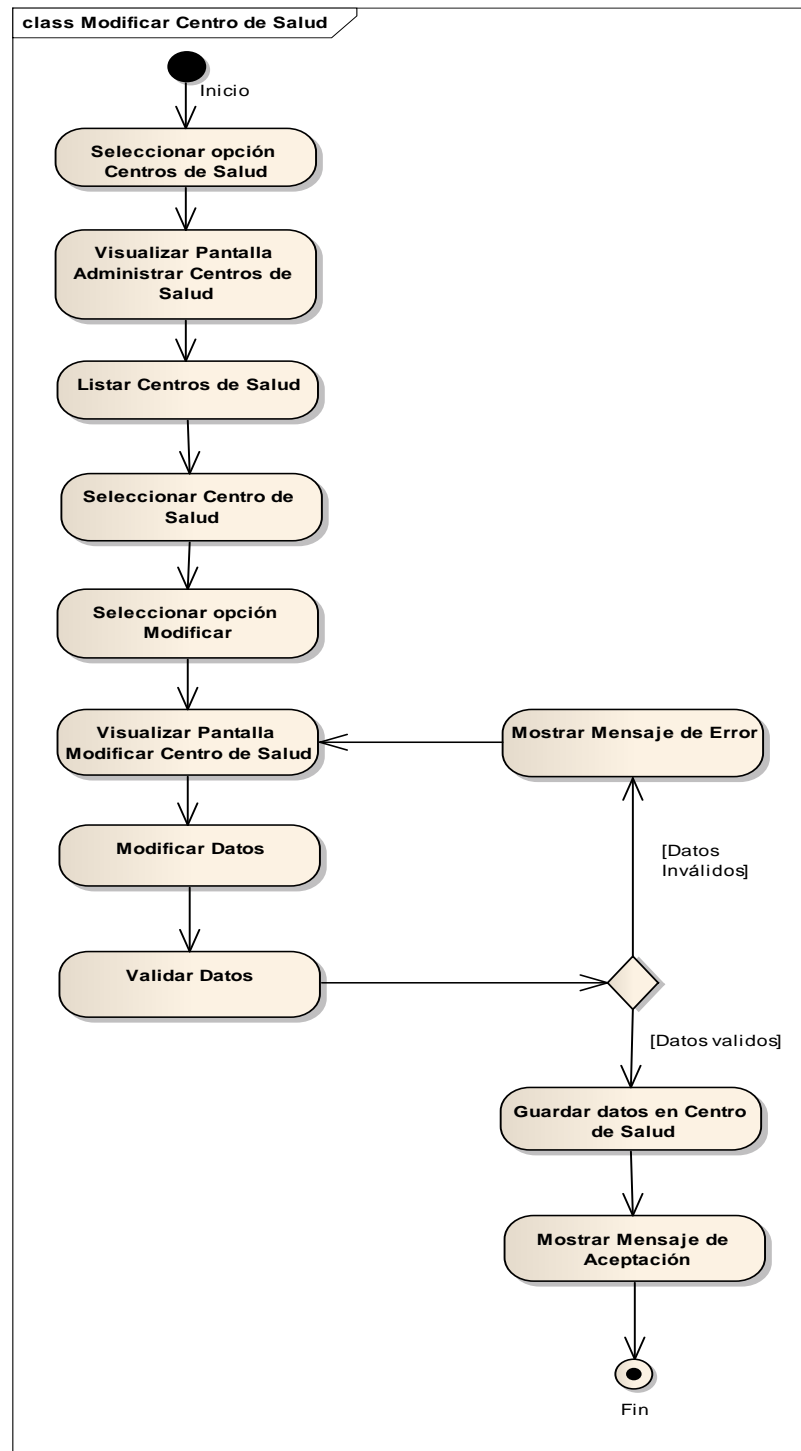 class Modificar Centro de Salud
Inicio
Seleccionar opción
Centros de Salud
Visualizar Pantalla
Administrar Centros de
Salud
Listar Centros de Salud
Seleccionar Centro de
Salud
Seleccionar opción
Modificar
Visualizar Pantalla
Modificar Centro de Salud
Mostrar Mensaje de Error
Modificar Datos
[Datos
Inválidos]
Validar Datos
[Datos validos]
Guardar datos en Centro
de Salud
Mostrar Mensaje de
Aceptación
Fin